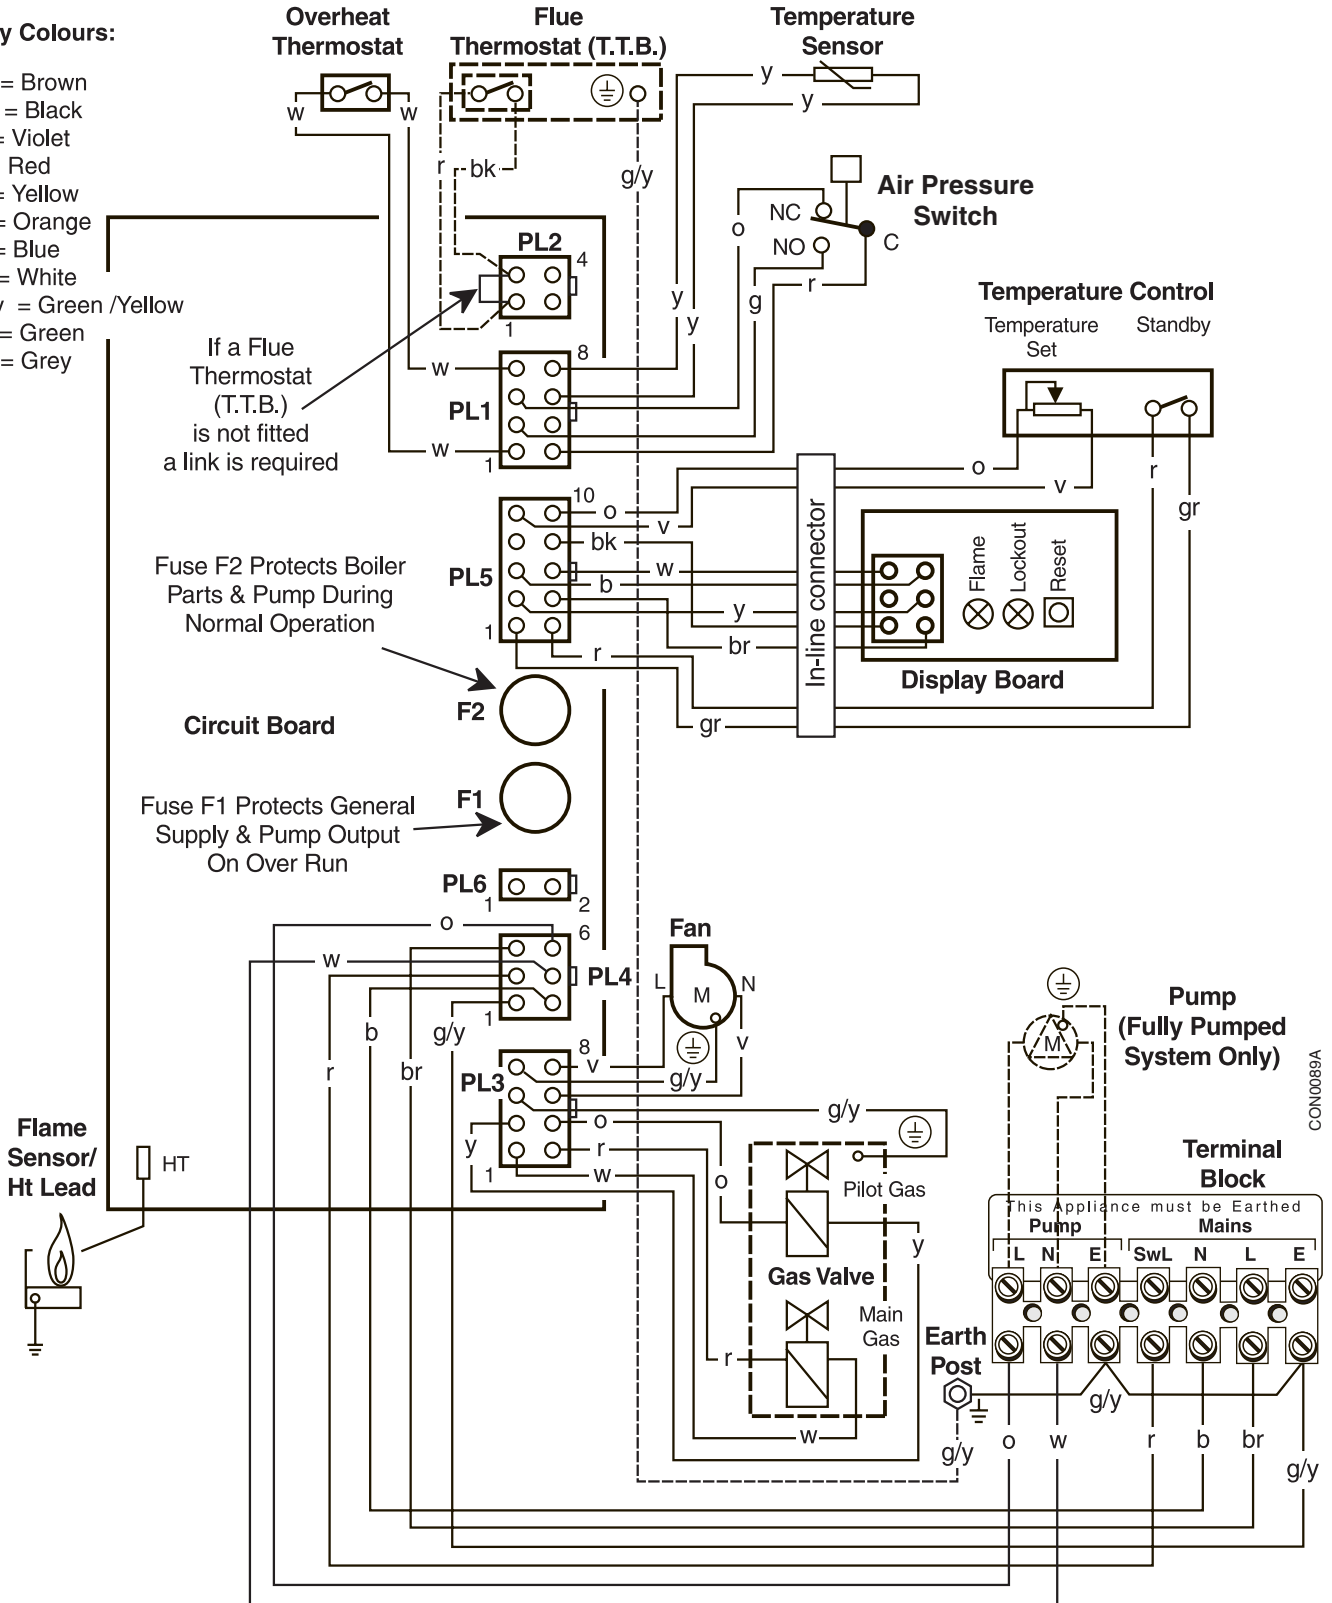 y Colours:
= Brown
= Black
= Violet
Red
= Yellow
= Orange
= Blue
= White
= Green /Yellow
= Green
= Grey
Overheat
Thermostat
Flue
Thermostat (T.T.B.)
Temperature
Sensor
w
w
r
bk
g/y
y
y
Air Pressure
Switch
NC
NO
C
o
g
r
y
y
PL2
4
1
If a Flue
Thermostat
(T.T.B.)
is not fitted
a link is required
w
w
PL1
8
1
Temperature Control
Temperature
Set
Standby
o
v
r
gr
PL5
10
1
o
v
bk
w
b
y
br
r
gr
In-line connector
Flame
Lockout
Reset
Display Board
Fuse F2 Protects Boiler
Parts & Pump During
Normal Operation
F2
Circuit Board
F1
Fuse F1 Protects General
Supply & Pump Output
On Over Run
PL6
1
2
o
w
6
PL4
1
b
g/y
r
br
Fan
L
M
N
v
v
g/y
PL3
8
1
y
o
r
w
g/y
o
Pilot Gas
y
Gas Valve
Main
Gas
r
w
Flame
Sensor/
Ht Lead
HT
M
Pump
(Fully Pumped
System Only)
CON0089A
Terminal
Block
This Appliance must be Earthed
Pump
Mains
L N E SwL N L E
Earth
Post
g/y
g/y
o
w
r
b
br
g/y